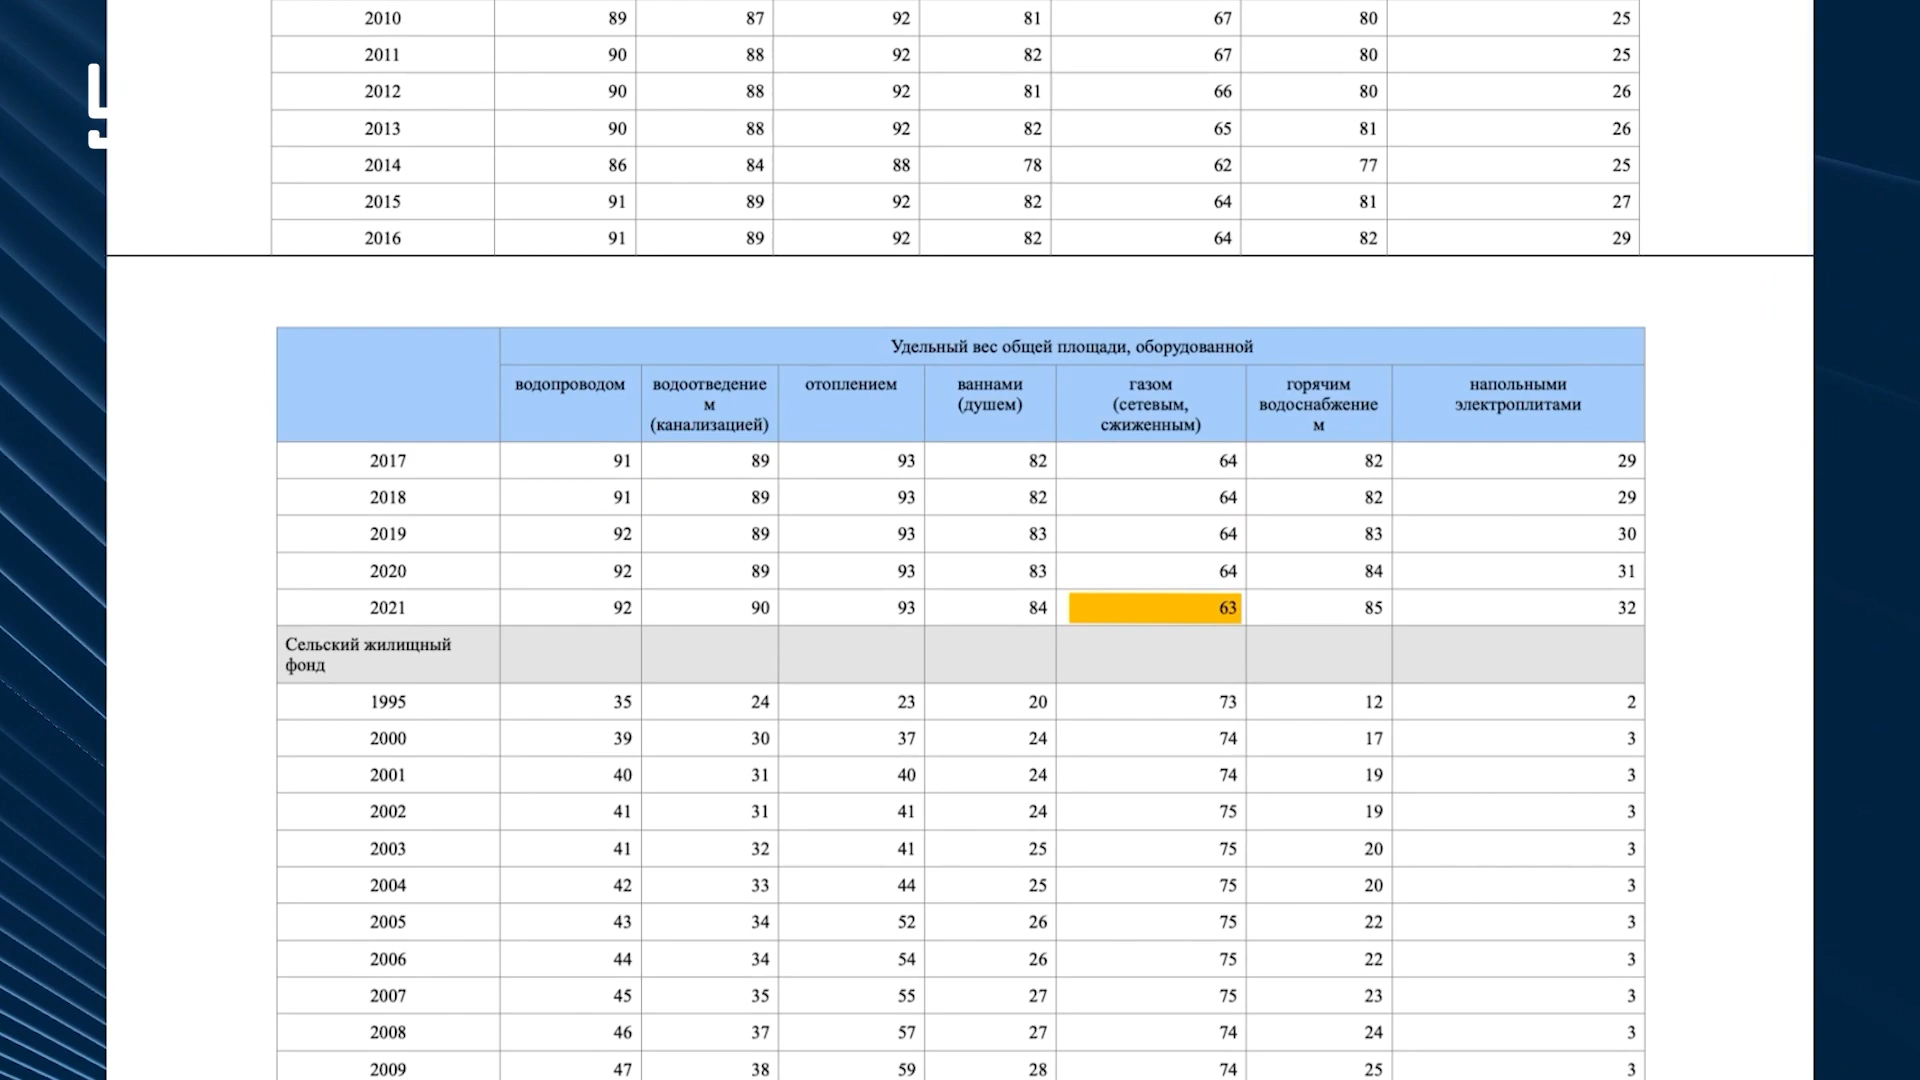 2010 89 87 92 81 67 80 25
2011 90 88 92 82 67 80 25
2012 90 88 92 81 66 80 26
2013 90 88 92 82 65 81 26
2014 86 84 88 78 62 77 25
2015 91 89 92 82 64 81 27
2016 91 89 92 82 64 82 29
Удельный вес общей площади, оборудованной
водопроводом водоотведение отоплением ваннами газом горячим напольными
м (душем) (сетевым, водоснабжение электроплитами
(канализацией) сжиженным) м
2017 91 89 93 82 64 82 29
2018 91 89 93 82 64 82 29
2019 92 89 93 83 64 83 30
2020 92 89 93 83 64 84 31
2021 92 90 93 84 63 85 32
Сельский жилищный
фонд
1995 35 24 23 20 73 12 2
2000 39 30 37 24 74 17 3
2001 40 31 40 24 74 19 3
2002 41 31 41 24 75 19 3
2003 41 32 41 25 75 20 3
2004 42 33 44 25 75 20 3
2005 43 34 52 26 75 22 3
2006 44 34 54 26 75 22 3
2007 45 35 55 27 75 23 3
2008 46 37 57 27 74 24 3
2009 47 38 59 28 74 25 3